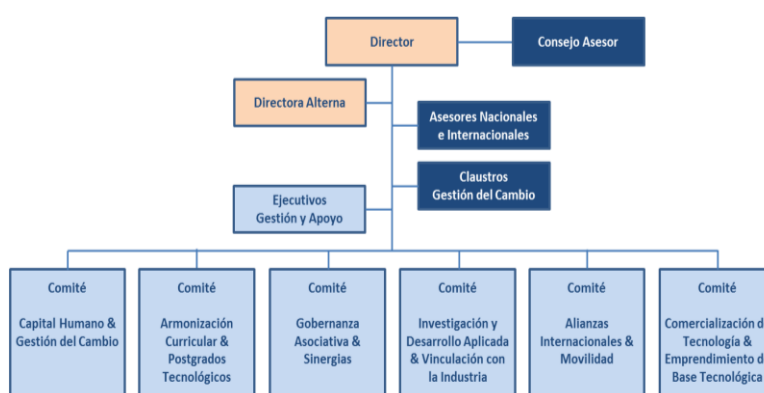 Director
Consejo Asesor
Directora Alterna
Asesores Nacionales
e Internacionales
Claustros
Gestión del Cambio
Ejecutivos
Gestión y Apoyo
Comité
Capital Humano &
Gestión del Cambio
Comité
Armonización
Curricular &
Postgrados
Tecnológicos
Comité
Gobernanza
Asociativa &
Sinergias
Comité
Investigación y
Desarrollo Aplicada
& Vinculación con
la Industria
Comité
Alianzas
Internacionales &
Movilidad
Comité
Comercialización d
Tecnología &
Emprendimiento d
Base Tecnológica